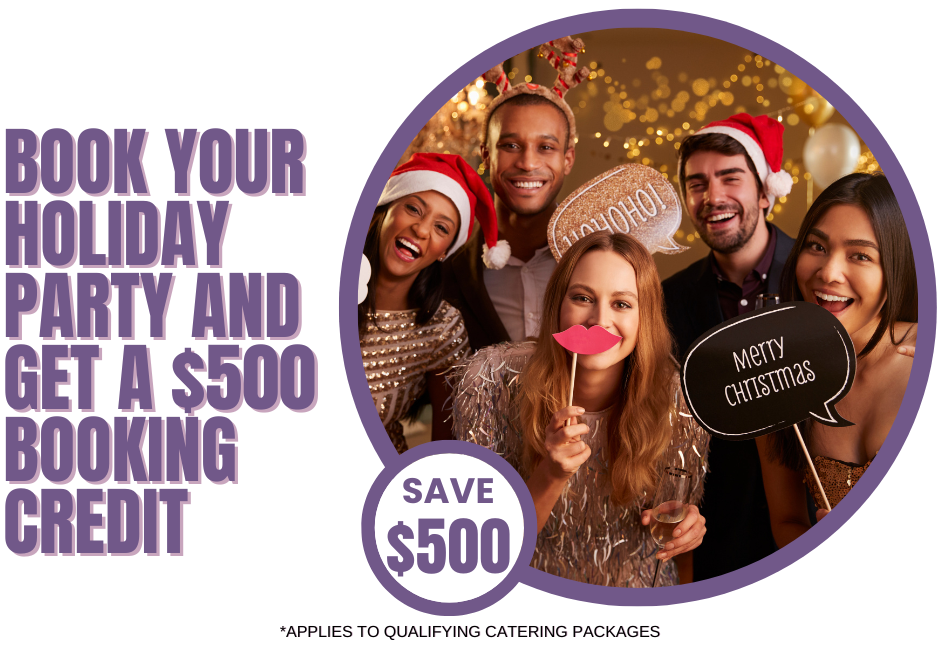 BOOK YOUR
HOLIDAY
PARTY AND
GET A $500
BOOKING
CREDIT
HOHOHO!
Merry
CHRISTMAS
SAVE
$500
*APPLIES TO QUALIFYING CATERING PACKAGES